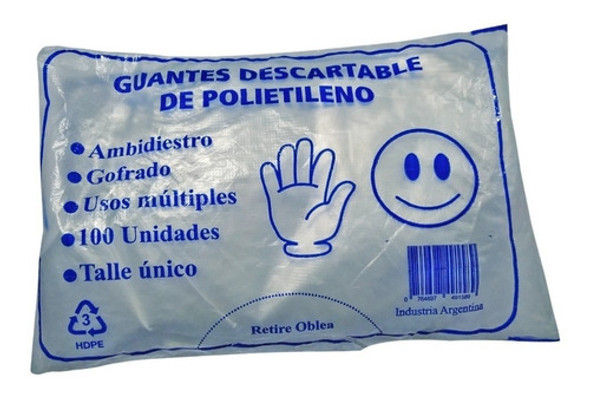 GUANTES DESCARTABLE
DE POLIETILENO
Ambidiestro
Gofrado
Usos múltiples
100 Unidades
Talle único
3
HDPE
Retire Oblea
Industria Argentina